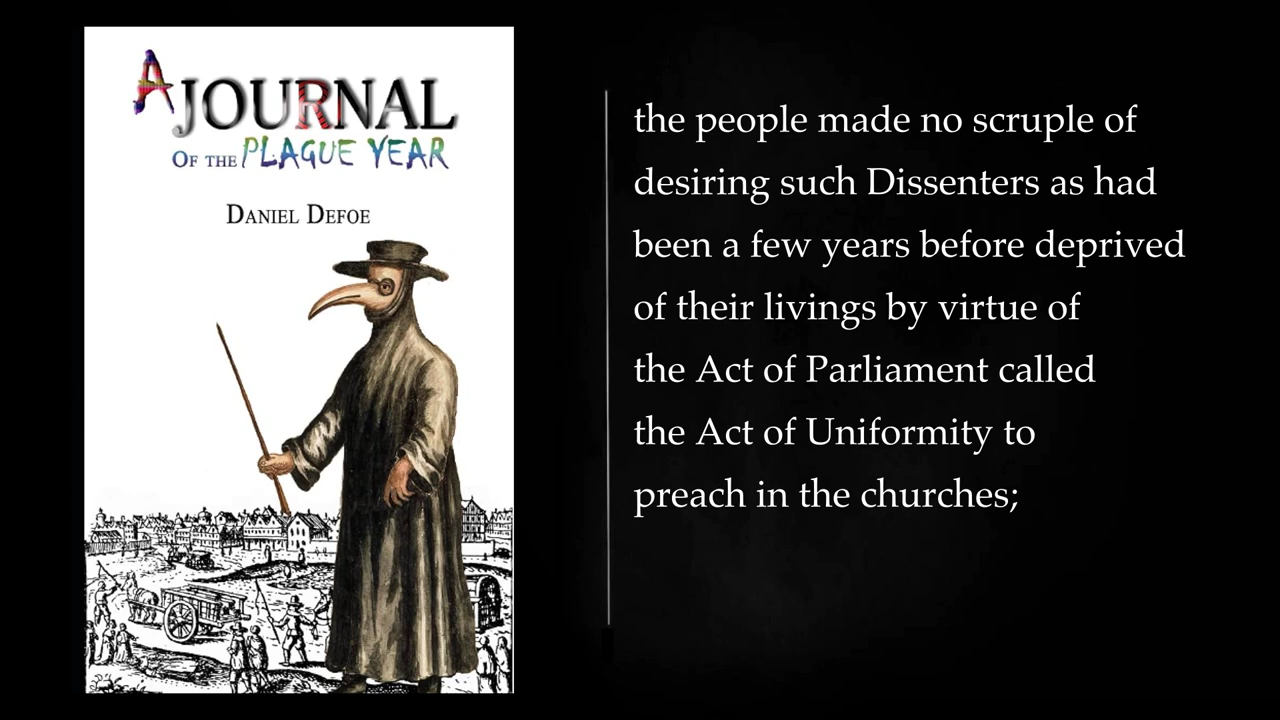 A JOURNAL
OF THE PLAGUE YEAR
DANIEL DEFOE
the people made no scruple of
desiring such Dissenters as had
been a few years before deprived
of their livings by virtue of
the Act of Parliament called
the Act of Uniformity to
preach in the churches;